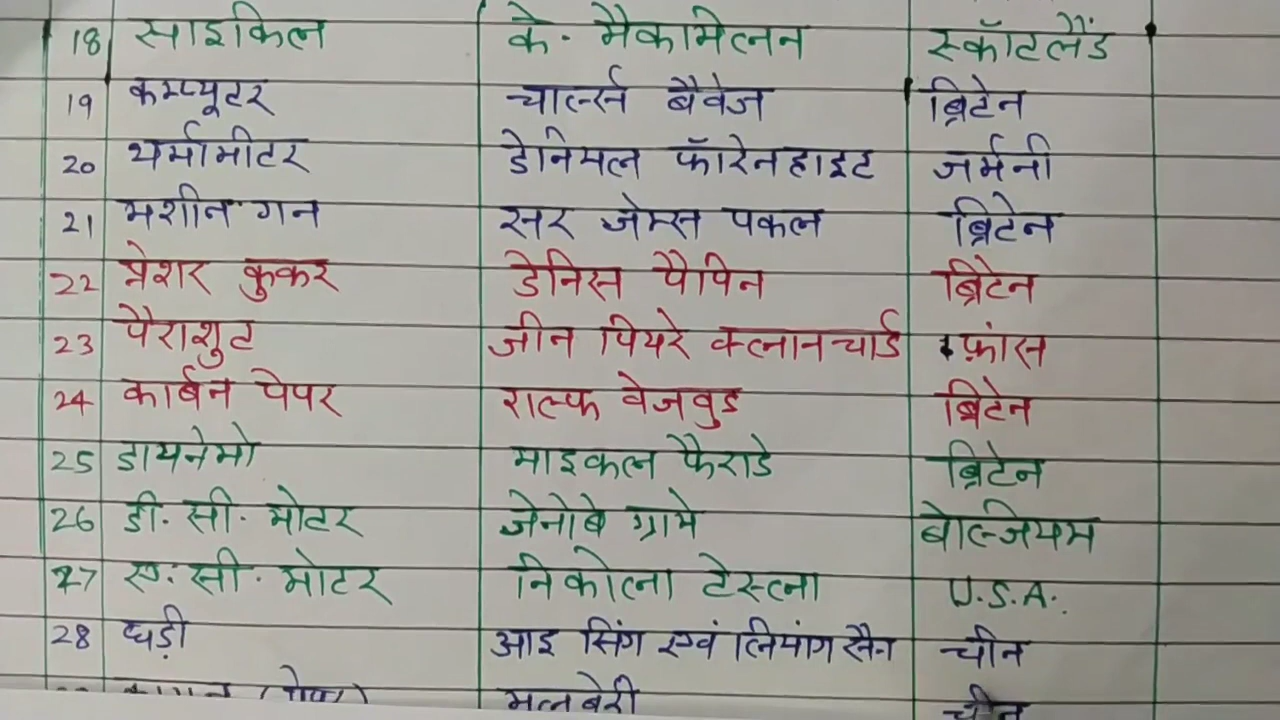 18 साइकिल के. मैकमिलन स्कॉटलैंड
19 कम्प्यूटर चार्ल्स बैवेज ब्रिटेन
20 थर्मामीटर डेनियल फॉरेनहाइट जर्मनी
21 मशीन गन सर जेम्स पकल ब्रिटेन
22 प्रेशर कुकर डेनिस पैपिन ब्रिटेन
23 पैराशुट जीन पियरे क्लानचार्ड फ्रांस
24 कार्बन पेपर राल्फ वेजवुड ब्रिटेन
25 डायनेमो माइकल फैराडे ब्रिटेन
26 डी. सी. मोटर जेनोबे ग्रामे बेल्जियम
27 ए. सी. मोटर निकोला टेस्ला U.S.A.
28 घड़ी आइ सिंग एवं लियांग सैन चीन
मलबेरी चीन